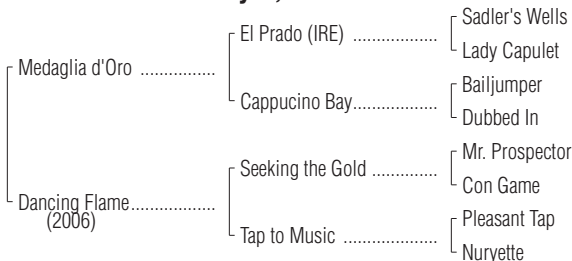 Sadler's Wells
El Prado (IRE) ..................
Lady Capulet
Medaglia d'Oro ................
Bailjumper
Cappucino Bay..................
Dubbed In
Mr. Prospector
Seeking the Gold ...............
Con Game
Dancing Flame..................
(2006)
Pleasant Tap
Tap to Music ....................
Nurvette